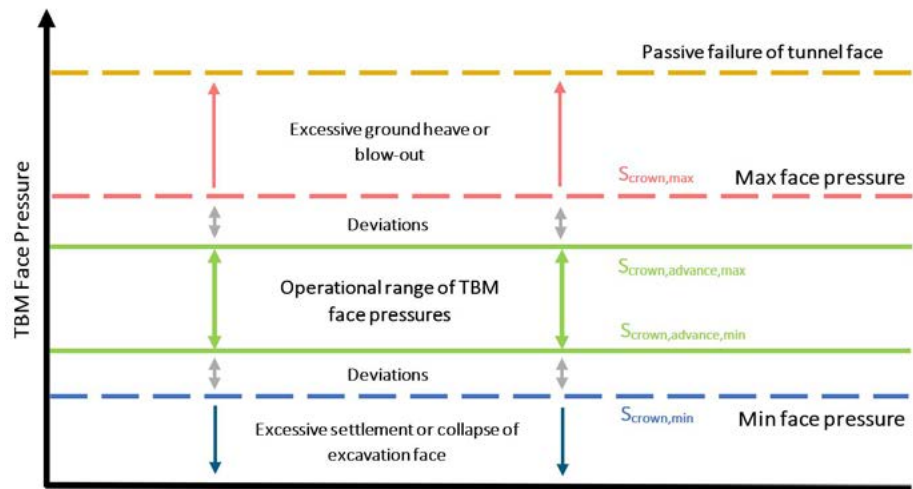 Passive failure of tunnel face
Excessive ground heave or
blow-out
Scrown,max
Max face pressure
Deviations
TBM Face Pressure
Scrown,advance,max
Operational range of TBM
face pressures
Scrown,advance,min
Deviations
Scrown,min
Min face pressure
Excessive settlement or collapse of
excavation face